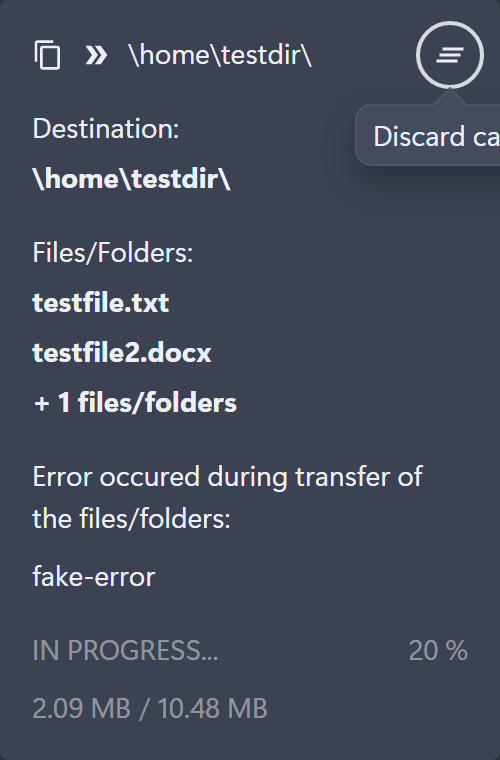 \home\testdir\
Discard
Destination:
\home\testdir\
Files/Folders:
testfile.txt
testfile2.docx
+ 1 files/folders
Error occured during transfer of
the files/folders:
fake-error
IN PROGRESS... 20 %
2.09 MB / 10.48 MB